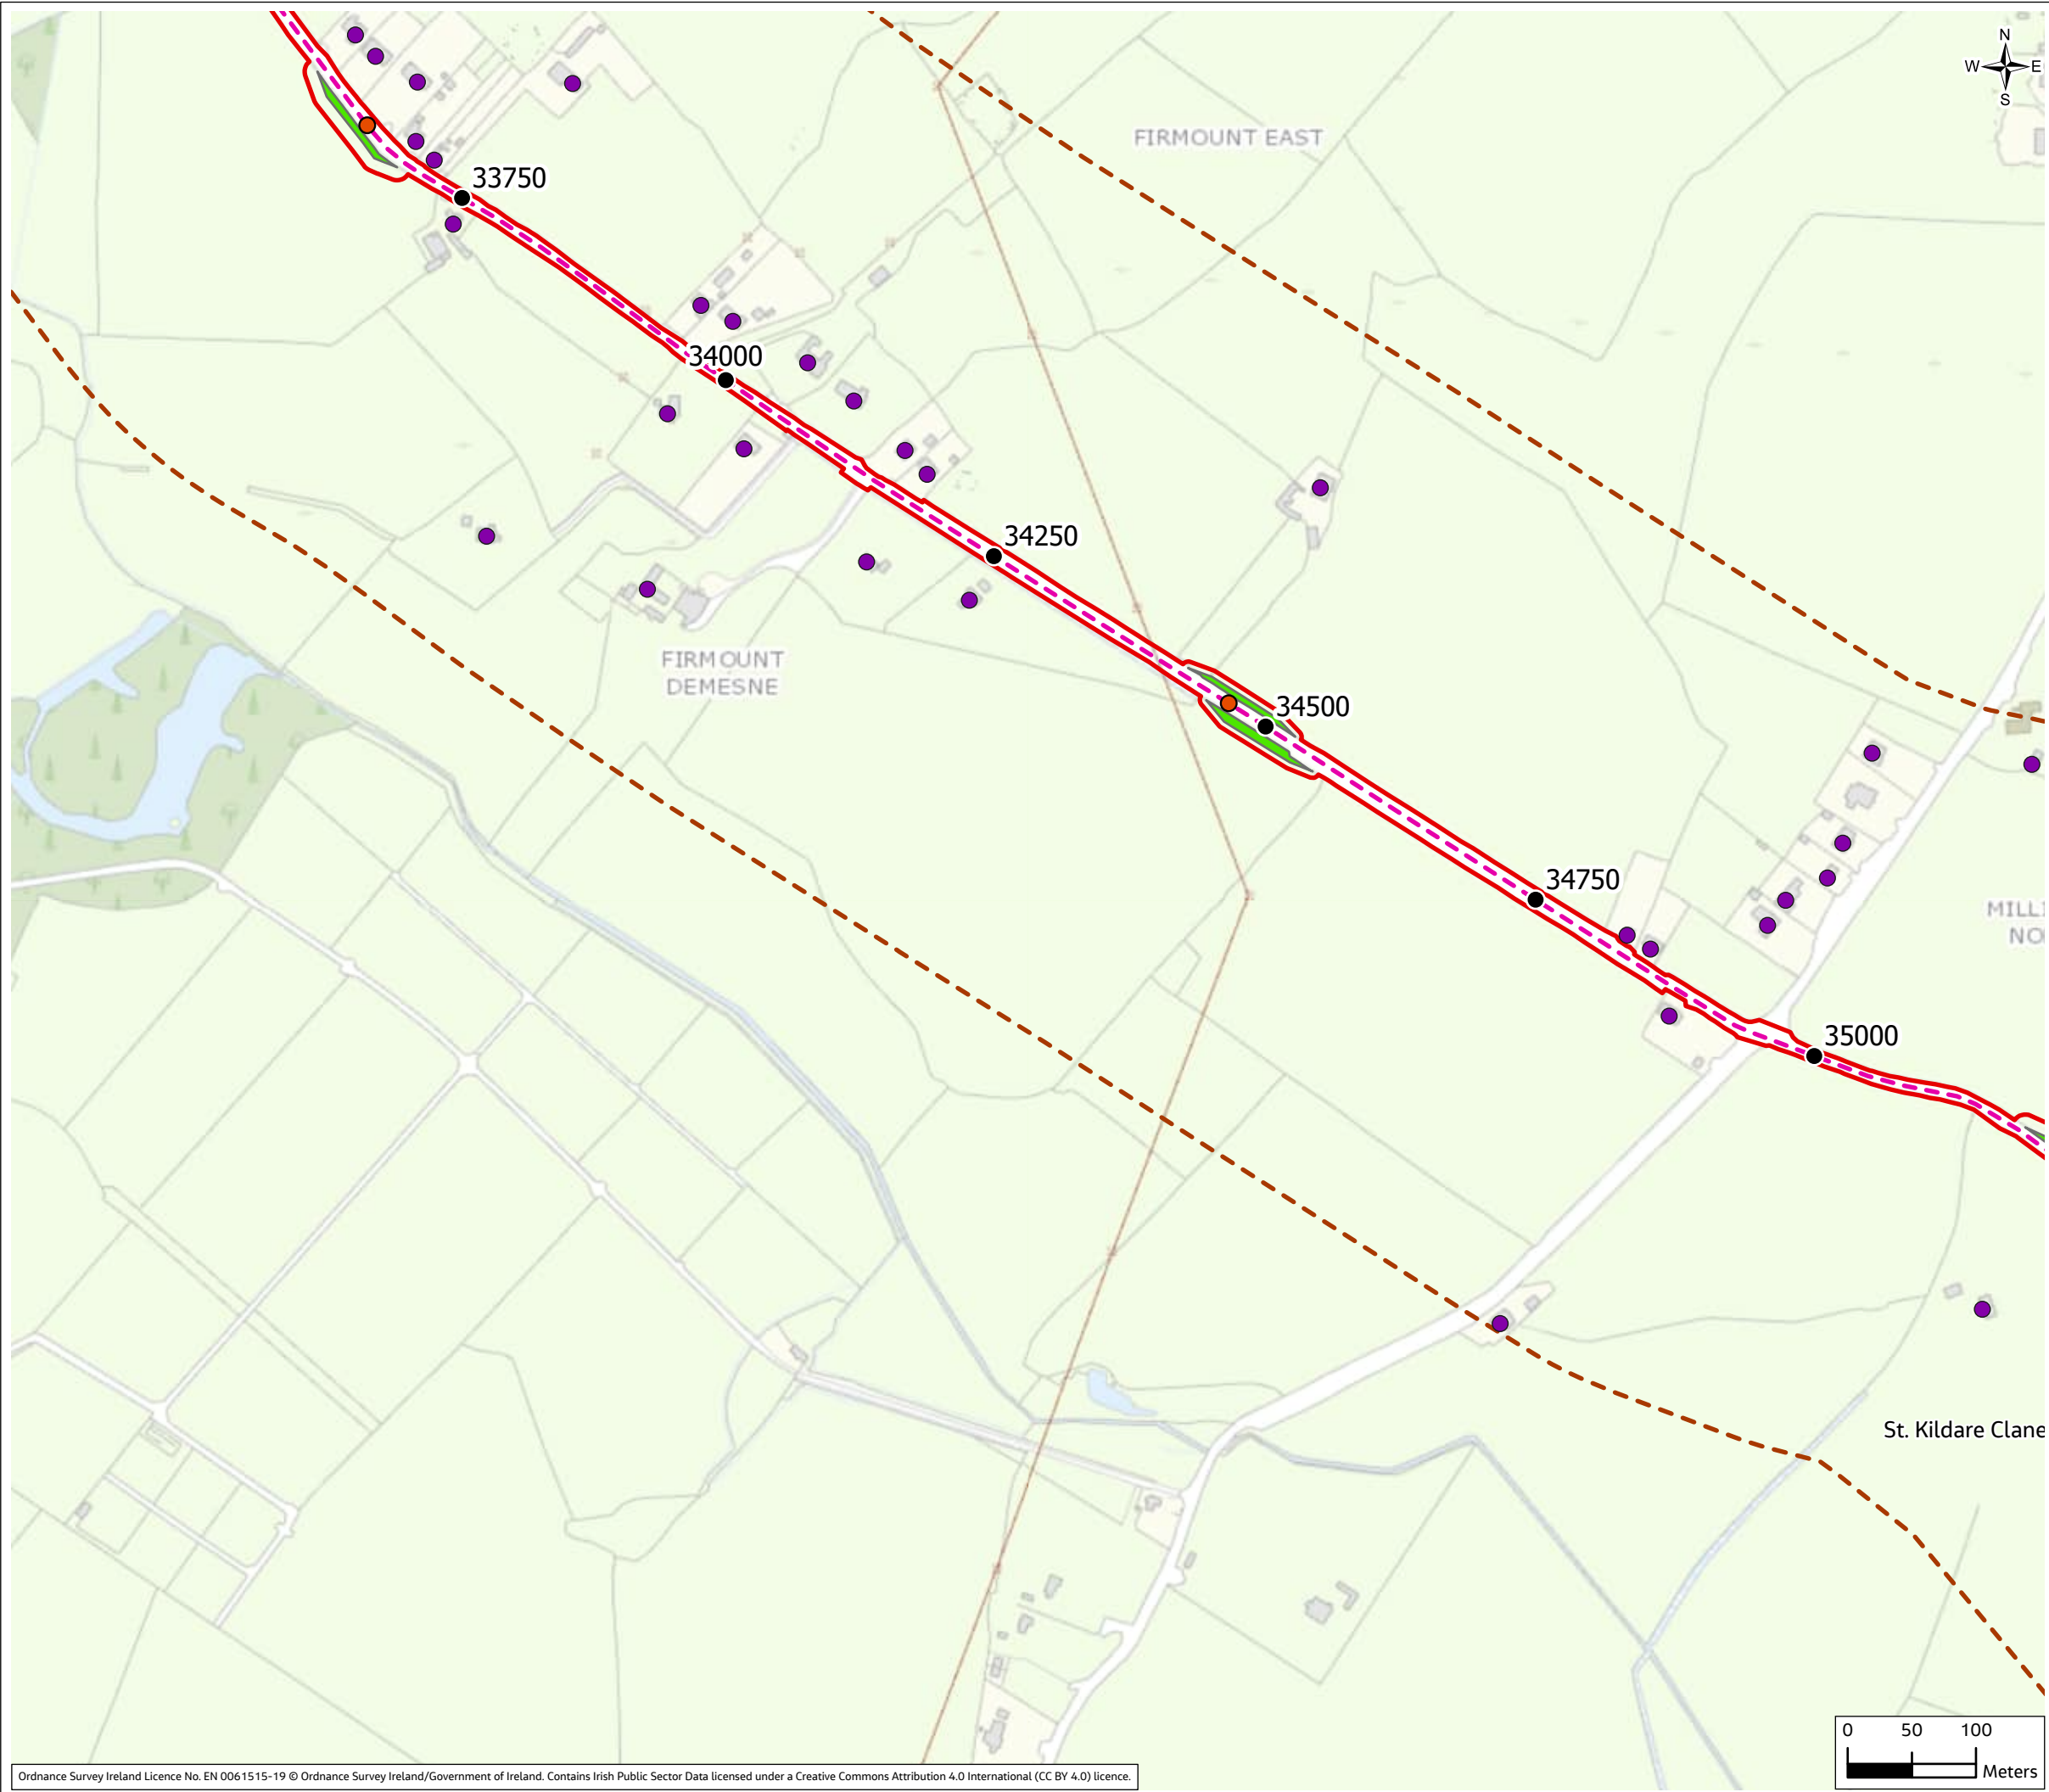 N
W E
S
FIRMOUNT EAST
33750
34000
34250
FIRMOUNT
DEMESNE
34500
34750
MILLI
NO
35000
St. Kildare Clane
0 50 100
Meters
Ordnance Survey Ireland Licence No. EN 0061515-19 © Ordnance Survey Ireland/Government of Ireland. Contains Irish Public Sector Data licensed under a Creative Commons Attribution 4.0 International (CC BY 4.0) licence.